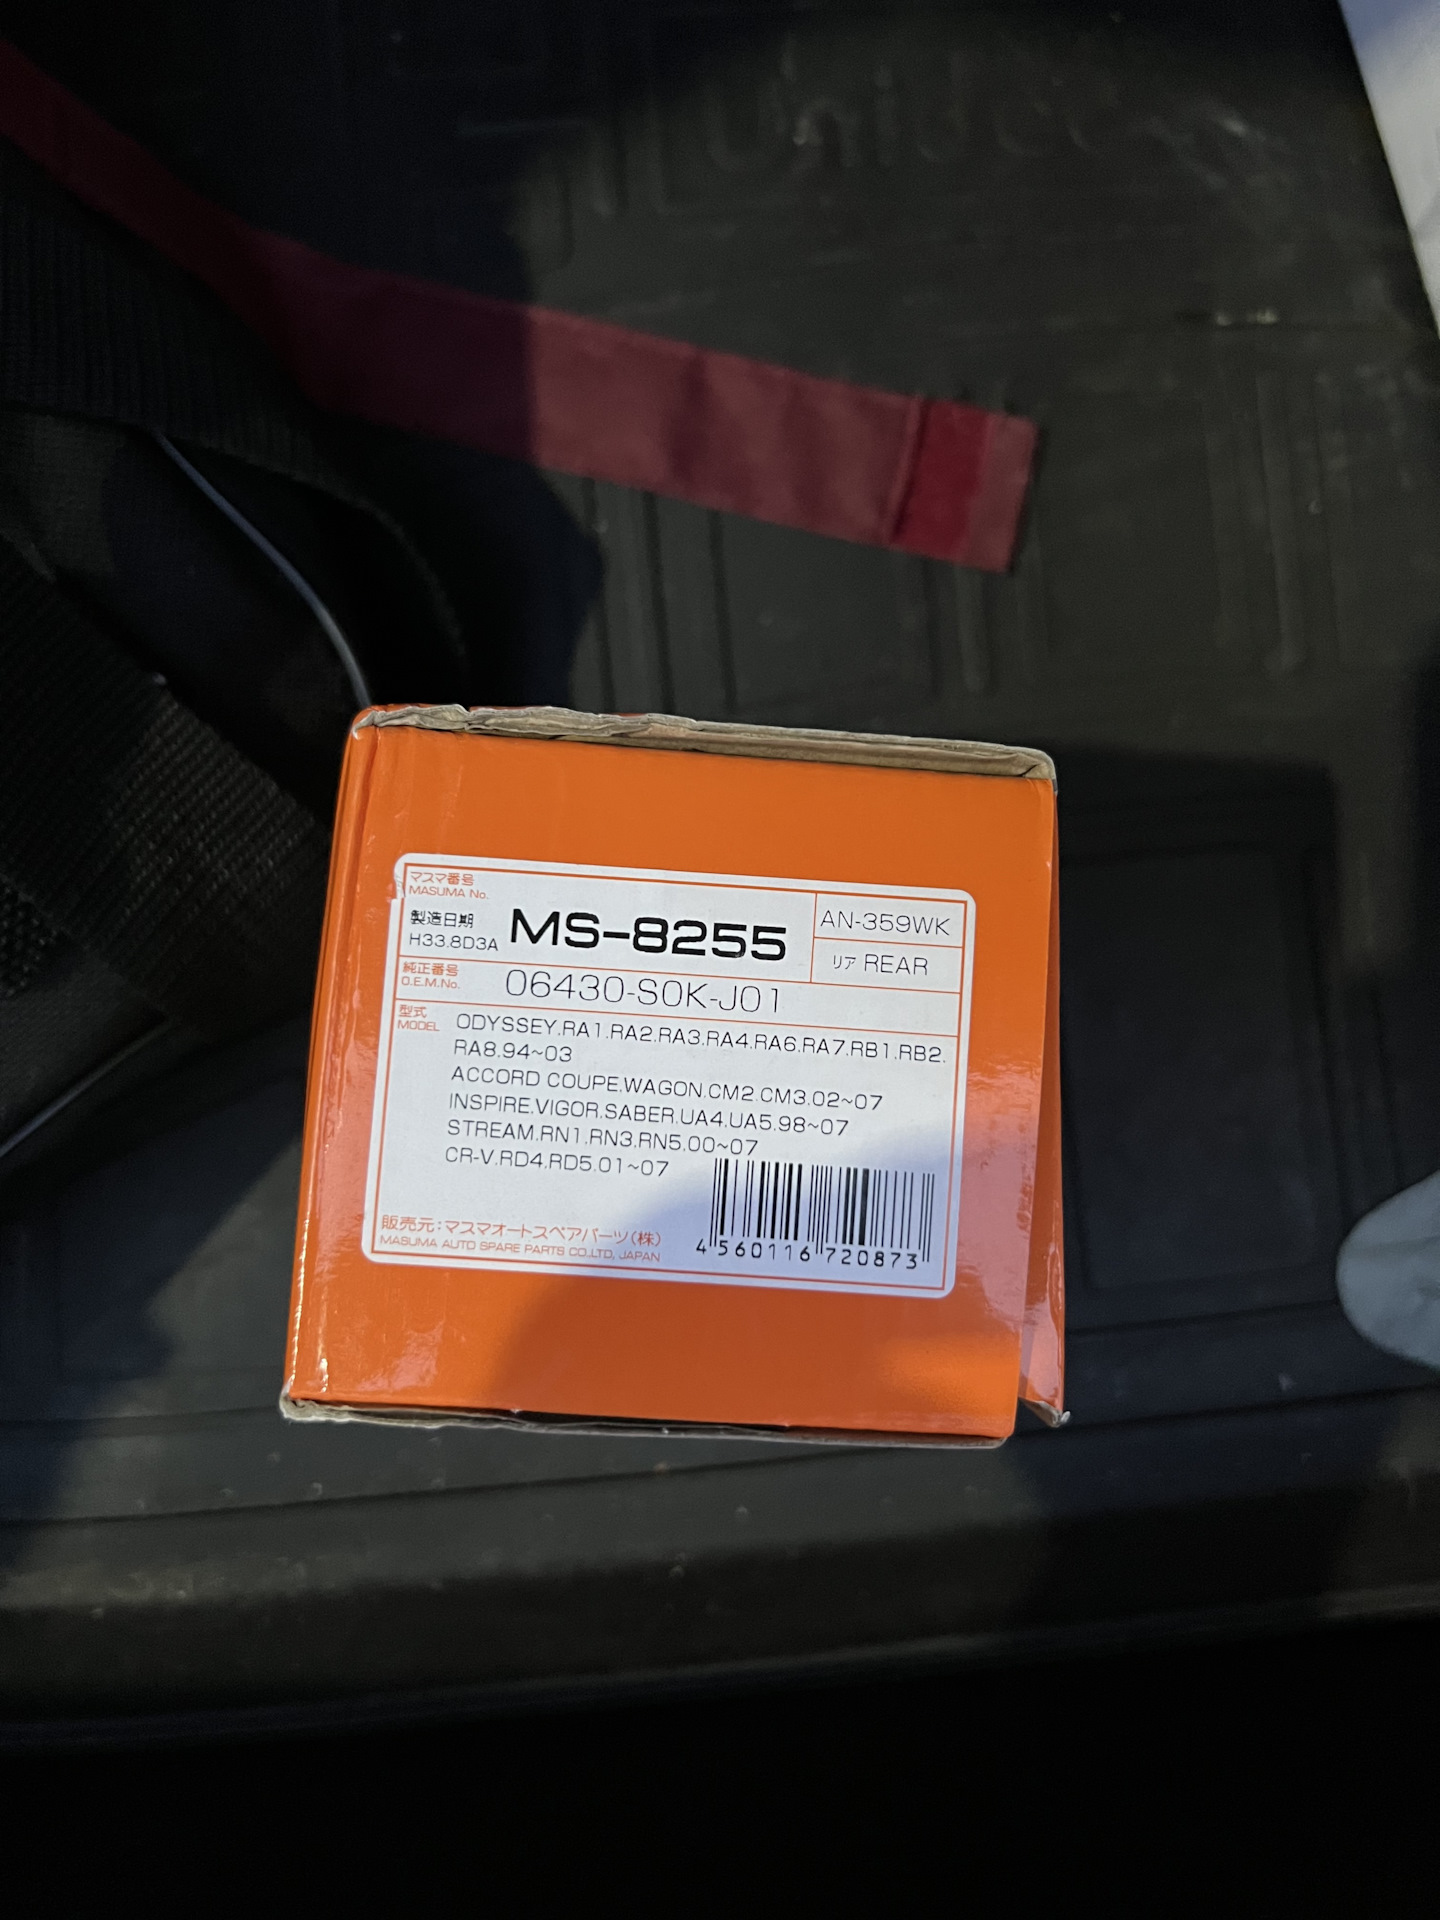 マスマ番号
MASUMA No.
製造日期
H33.8D3A
MS-8255
AN-359WK
リア REAR
純正番号
O.E.M.No.
06430-S0K-J01
型式
MODEL
ODYSSEY.RA1.RA2.RA3.RA4.RA6.RA7.RB1.RB2.
RA8.94~03
ACCORD COUPE.WAGON.CM2.CM3.02~07
INSPIRE.VIGOR.SABER.UA4.UA5.98~07
STREAM.RN1.RN3.RN5.00~07
CR-V.RD4.RD5.01~07
販売元:マスマオートスペアパーツ(株)
MASUMA AUTO SPARE PARTS CO.LTD, JAPAN
4 560116 720873